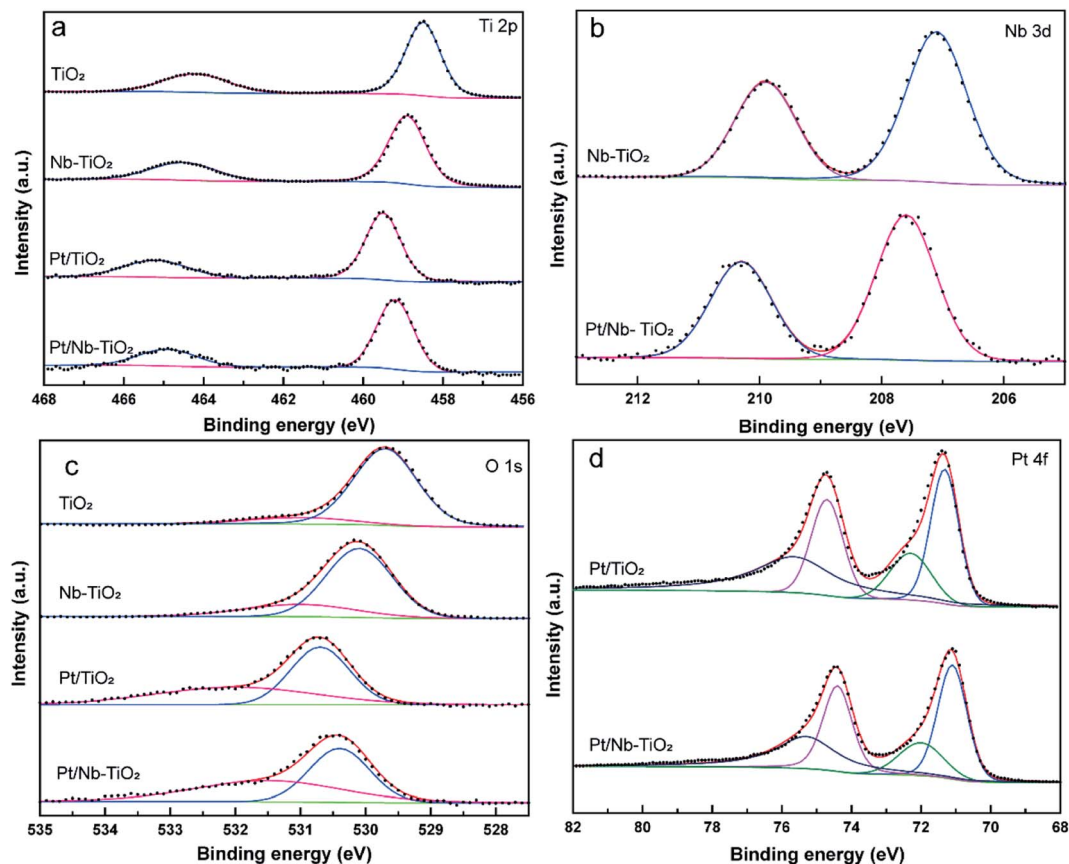 a
Ti 2p
TiO₂
Nb-TiO₂
Pt/TiO₂
Pt/Nb-TiO₂
Intensity (a.u.)
468 466 464 462 460 458 456
Binding energy (eV)
b
Nb 3d
Nb-TiO₂
Pt/Nb- TiO₂
Intensity (a.u.)
212 210 208 206
Binding energy (eV)
c
O 1s
TiO₂
Nb-TiO₂
Pt/TiO₂
Pt/Nb-TiO₂
Intensity (a.u.)
535 534 533 532 531 530 529 528
Binding energy (eV)
d
Pt 4f
Pt/TiO₂
Pt/Nb-TiO₂
Intensity (a.u.)
82 80 78 76 74 72 70 68
Binding energy (eV)